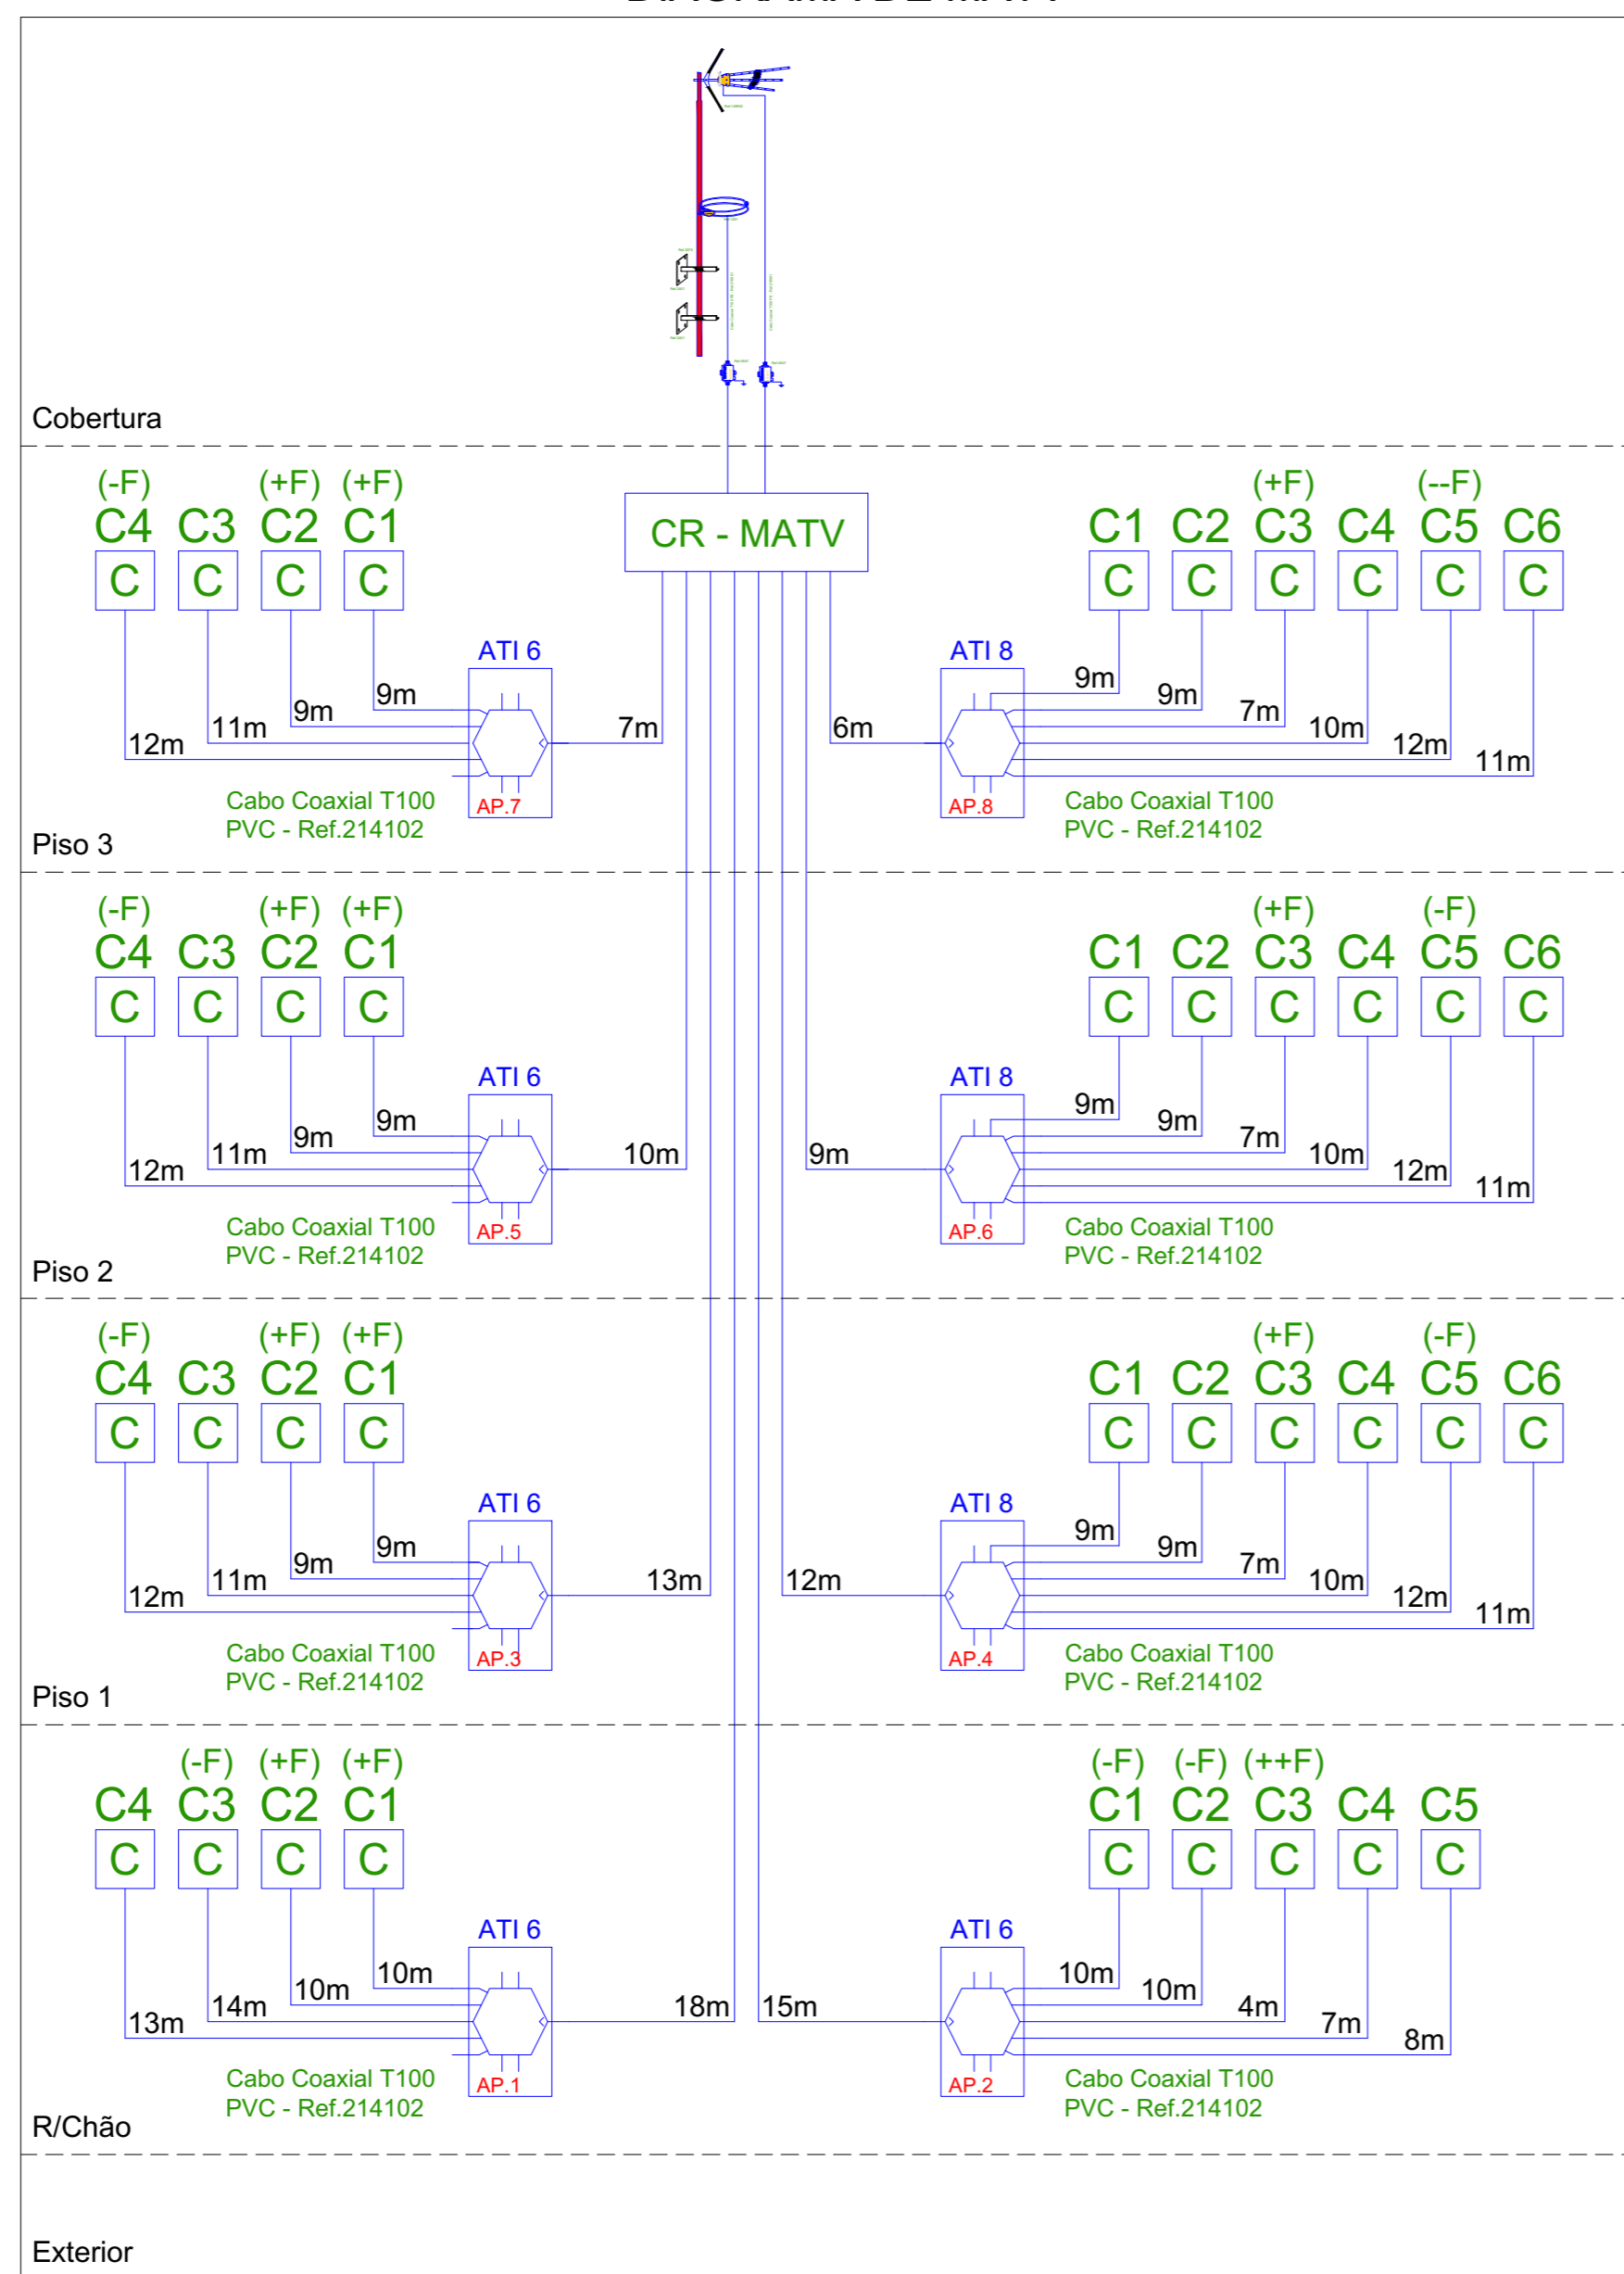 Cobertura
(-F) (+F) (+F)
C4 C3 C2 C1
C C C C
CR - MATV
(+F) (--F)
C1 C2 C3 C4 C5 C6
C C C C C C
ATI 6
9m
9m
11m
12m
7m
Cabo Coaxial T100
PVC - Ref.214102
AP.7
ATI 8
6m
9m
9m
7m
10m
12m
11m
AP.8
Cabo Coaxial T100
PVC - Ref.214102
Piso 3
(-F) (+F) (+F)
C4 C3 C2 C1
C C C C
(+F) (-F)
C1 C2 C3 C4 C5 C6
C C C C C C
ATI 6
9m
9m
11m
12m
10m
Cabo Coaxial T100
PVC - Ref.214102
AP.5
ATI 8
9m
9m
9m
7m
10m
12m
11m
AP.6
Cabo Coaxial T100
PVC - Ref.214102
Piso 2
(-F) (+F) (+F)
C4 C3 C2 C1
C C C C
(+F) (-F)
C1 C2 C3 C4 C5 C6
C C C C C C
ATI 6
9m
9m
11m
12m
13m
Cabo Coaxial T100
PVC - Ref.214102
AP.3
ATI 8
12m
9m
9m
7m
10m
12m
11m
AP.4
Cabo Coaxial T100
PVC - Ref.214102
Piso 1
(-F) (+F) (+F)
C4 C3 C2 C1
C C C C
(-F) (-F) (++F)
C1 C2 C3 C4 C5
C C C C C
ATI 6
10m
10m
14m
13m
18m
Cabo Coaxial T100
PVC - Ref.214102
AP.1
ATI 6
15m
10m
10m
4m
7m
8m
AP.2
Cabo Coaxial T100
PVC - Ref.214102
R/Chão
Exterior